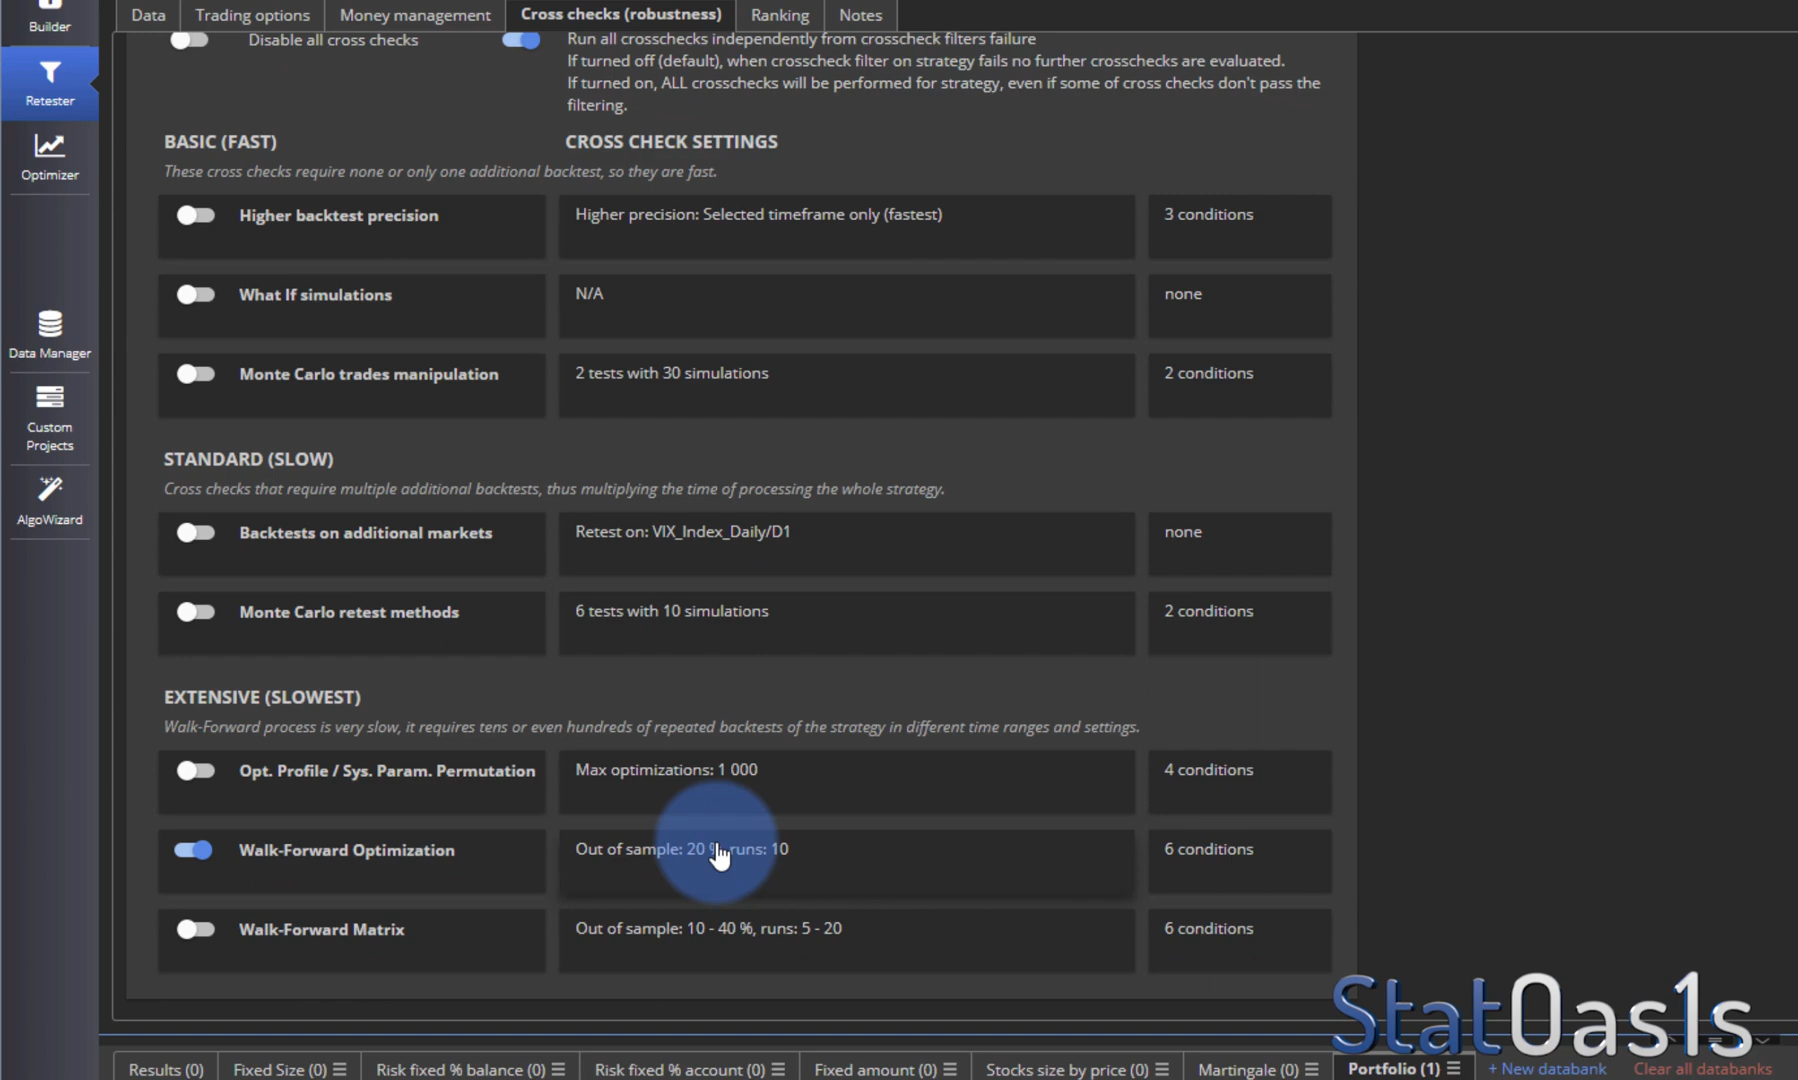 Builder
Data
Trading options
Money management
Cross checks (robustness)
Ranking
Notes
Retester
Optimizer
Data Manager
Custom
Projects
AlgoWizard
Disable all cross checks
Run all crosschecks independently from crosscheck filters failure
If turned off (default), when crosscheck filter on strategy fails no further crosschecks are evaluated.
If turned on, ALL crosschecks will be performed for strategy, even if some of cross checks don't pass the
filtering.
BASIC (FAST)
CROSS CHECK SETTINGS
These cross checks require none or only one additional backtest, so they are fast.
Higher backtest precision
Higher precision: Selected timeframe only (fastest)
3 conditions
What If simulations
N/A
none
Monte Carlo trades manipulation
2 tests with 30 simulations
2 conditions
STANDARD (SLOW)
Cross checks that require multiple additional backtests, thus multiplying the time of processing the whole strategy.
Backtests on additional markets
Retest on: VIX_Index_Daily/D1
none
Monte Carlo retest methods
6 tests with 10 simulations
2 conditions
EXTENSIVE (SLOWEST)
Walk-Forward process is very slow, it requires tens or even hundreds of repeated backtests of the strategy in different time ranges and settings.
Opt. Profile / Sys. Param. Permutation
Max optimizations: 1 000
4 conditions
Walk-Forward Optimization
Out of sample: 20 %, runs: 10
6 conditions
Walk-Forward Matrix
Out of sample: 10 - 40 %, runs: 5 - 20
6 conditions
StatOas1s
Results (0)
Fixed Size (0)
Risk fixed % balance (0)
Risk fixed % account (0)
Fixed amount (0)
Stocks size by price (0)
Martingale (0)
Portfolio (1)
+ New databank
Clear all databanks